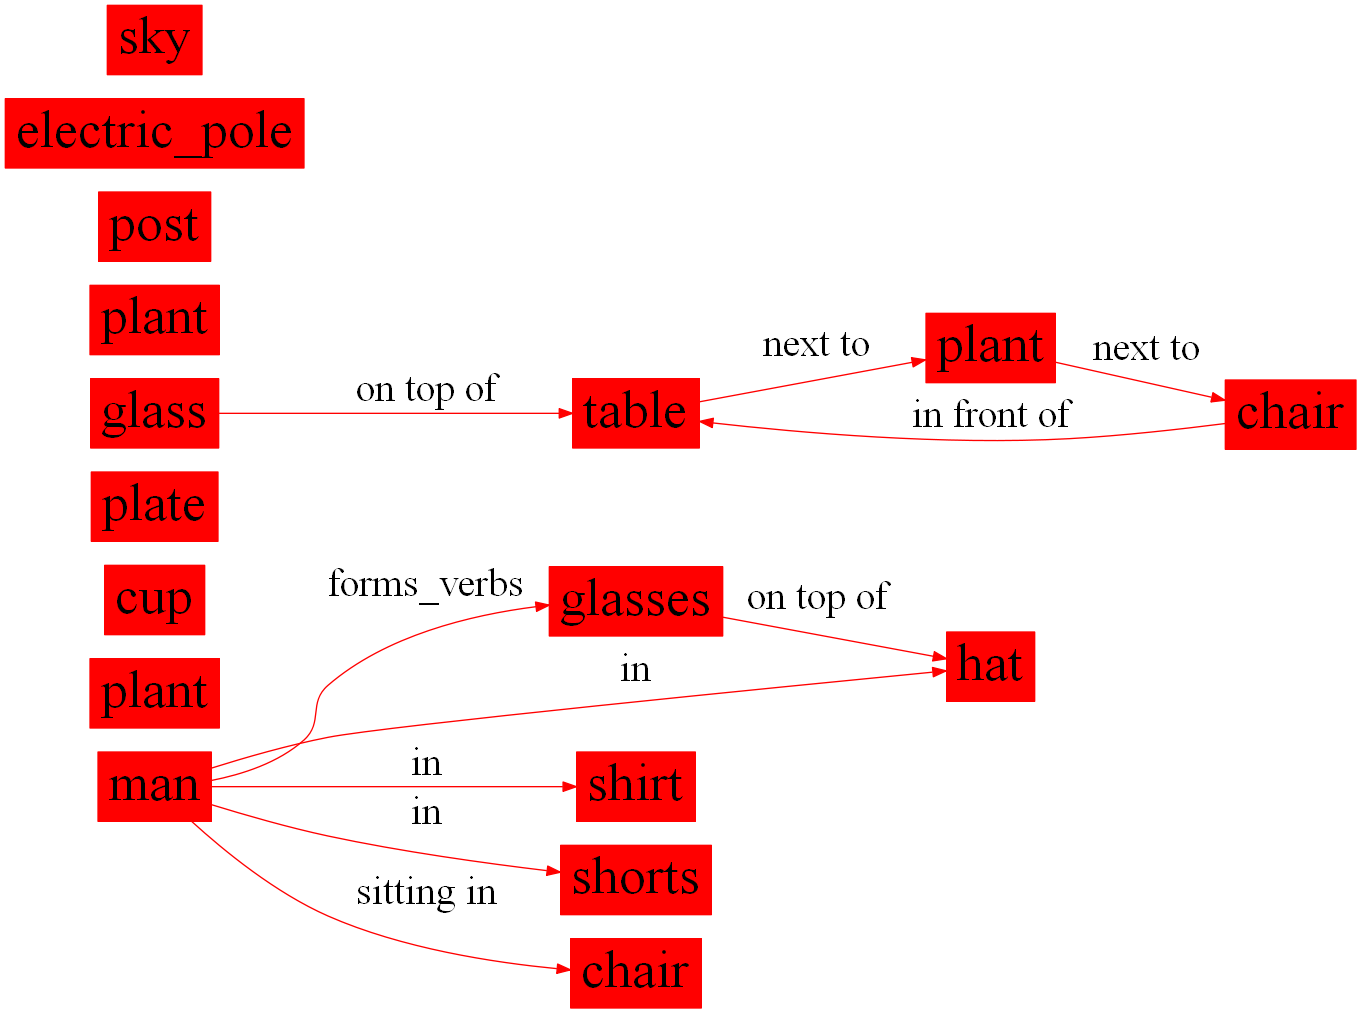 sky
electric_pole
post
plant
glass
on top of
table
next to
plant
next to
chair
in front of
plate
cup
forms_verbs
glasses
on top of
hat
in
plant
man
in
shirt
in
shorts
sitting in
chair